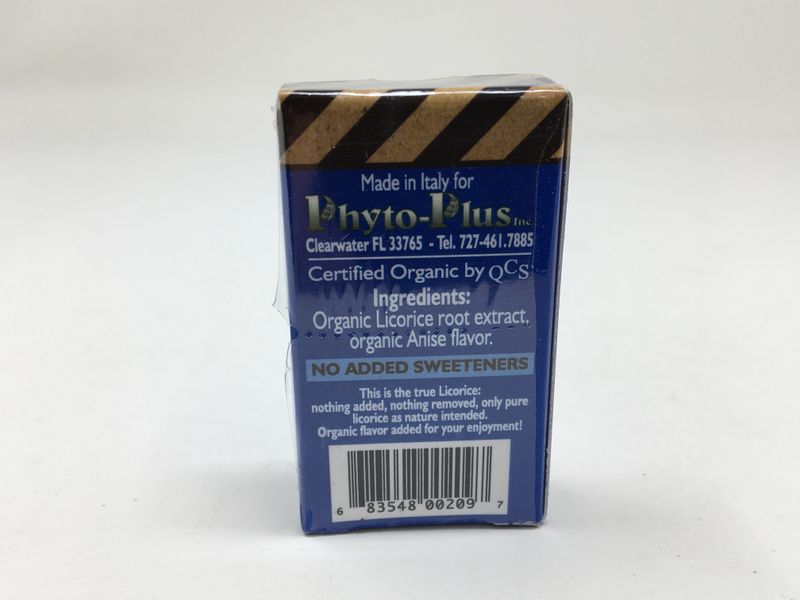 Made in Italy for
Phyto-Plus Inc.
Clearwater FL 33765 - Tel. 727-461.7885
Certified Organic by QCS
Ingredients:
Organic Licorice root extract,
organic Anise flavor.
NO ADDED SWEETENERS
This is the true Licorice:
nothing added, nothing removed, only pure
licorice as nature intended.
Organic flavor added for your enjoyment!
6 83548 00209 7